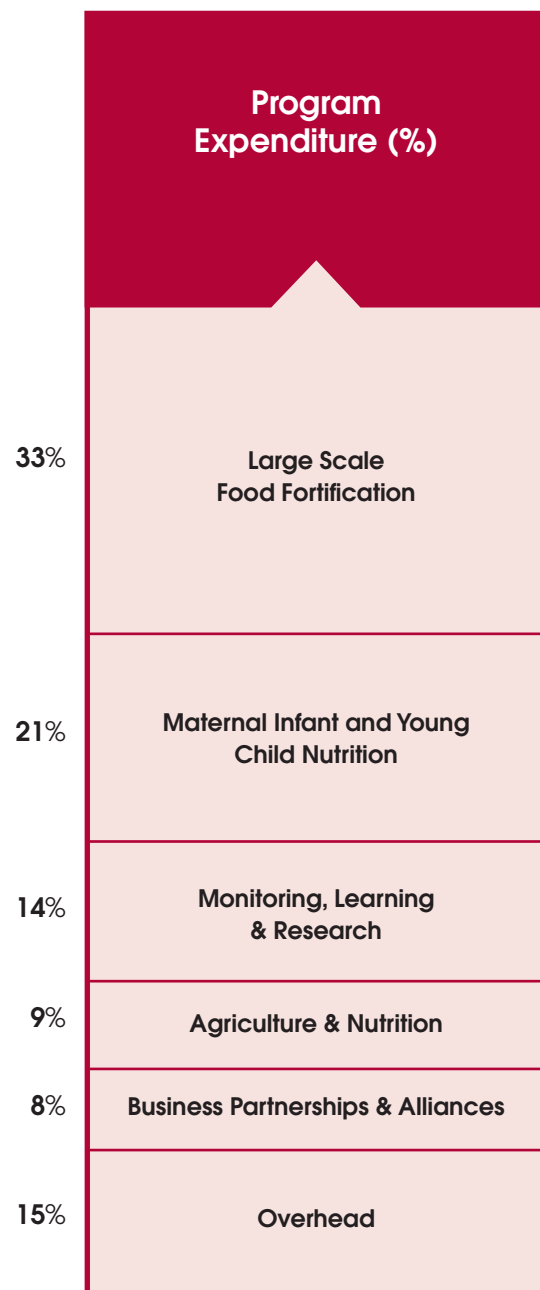 Program
Expenditure (%)
33%
Large Scale
Food Fortification
21%
Maternal Infant and Young
Child Nutrition
14%
Monitoring, Learning
& Research
9%
Agriculture & Nutrition
8%
Business Partnerships & Alliances
15%
Overhead